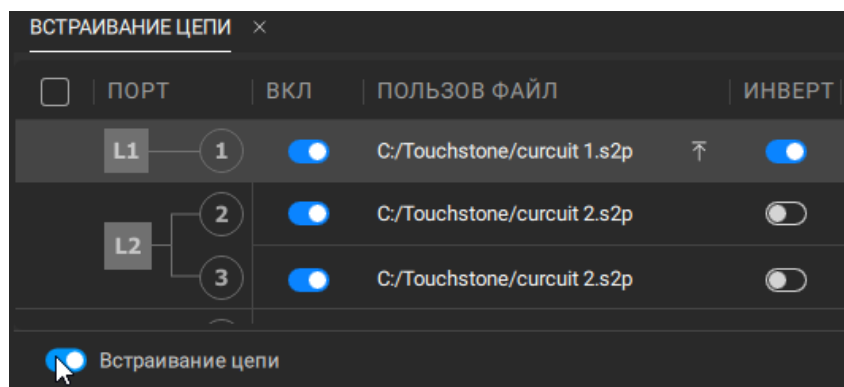 ВСТРАИВАНИЕ ЦЕПИ ×
ПОРТ ВКЛ ПОЛЬЗОВ ФАЙЛ ИНВЕРТ
L1 1 C:/Touchstone/curcuit 1.s2p
2 C:/Touchstone/curcuit 2.s2p
L2
3 C:/Touchstone/curcuit 2.s2p
Встраивание цепи